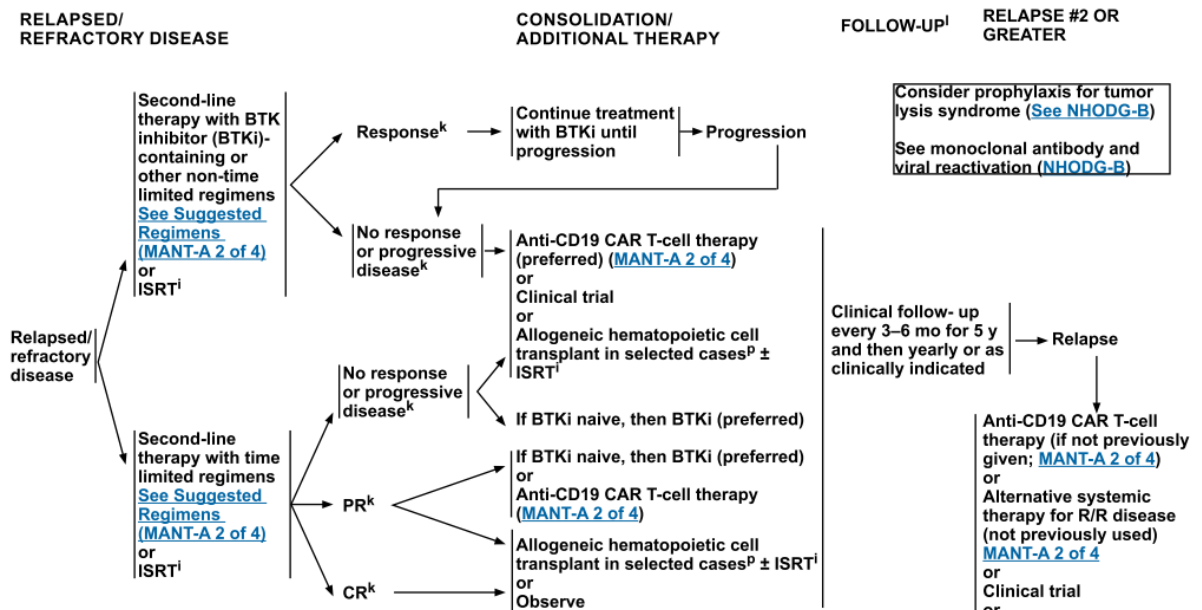 RELAPSED/
REFRACTORY DISEASE
CONSOLIDATION/
ADDITIONAL THERAPY
FOLLOW-UPˡ
RELAPSE #2 OR
GREATER
Consider prophylaxis for tumor
lysis syndrome (See NHODG-B)
See monoclonal antibody and
viral reactivation (NHODG-B)
Relapsed/
refractory
disease
Second-line
therapy with BTK
inhibitor (BTKi)-
containing or
other non-time
limited regimens
See Suggested
Regimens
(MANT-A 2 of 4)
or
ISRTⁱ
Responseᵏ
Continue treatment
with BTKi until
progression
Progression
No response
or progressive
diseaseᵏ
Anti-CD19 CAR T-cell therapy
(preferred) (MANT-A 2 of 4)
or
Clinical trial
or
Allogeneic hematopoietic cell
transplant in selected casesᵖ ±
ISRTⁱ
Second-line
therapy with time
limited regimens
See Suggested
Regimens
(MANT-A 2 of 4)
or
ISRTⁱ
No response
or progressive
diseaseᵏ
If BTKi naive, then BTKi (preferred)
PRᵏ
If BTKi naive, then BTKi (preferred)
or
Anti-CD19 CAR T-cell therapy
(MANT-A 2 of 4)
CRᵏ
Allogeneic hematopoietic cell
transplant in selected casesᵖ ± ISRTⁱ
or
Observe
Clinical follow- up
every 3–6 mo for 5 y
and then yearly or as
clinically indicated
Relapse
Anti-CD19 CAR T-cell
therapy (if not previously
given; MANT-A 2 of 4)
or
Alternative systemic
therapy for R/R disease
(not previously used)
MANT-A 2 of 4
or
Clinical trial
or